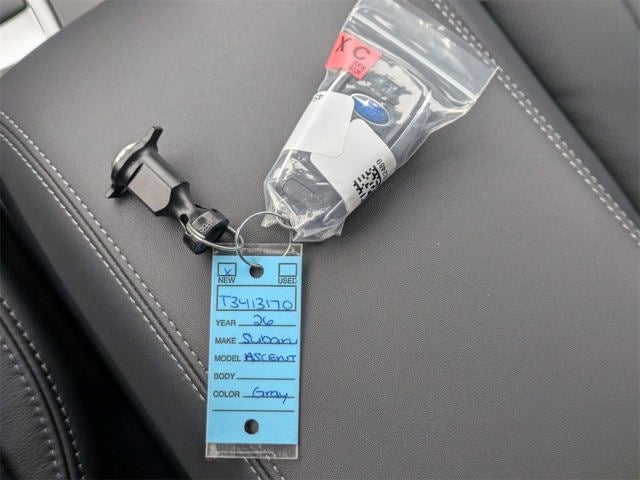 X C
X
NEW USED
T3413170
YEAR 26
MAKE Subaru
MODEL ASCENT
BODY
COLOR Gray